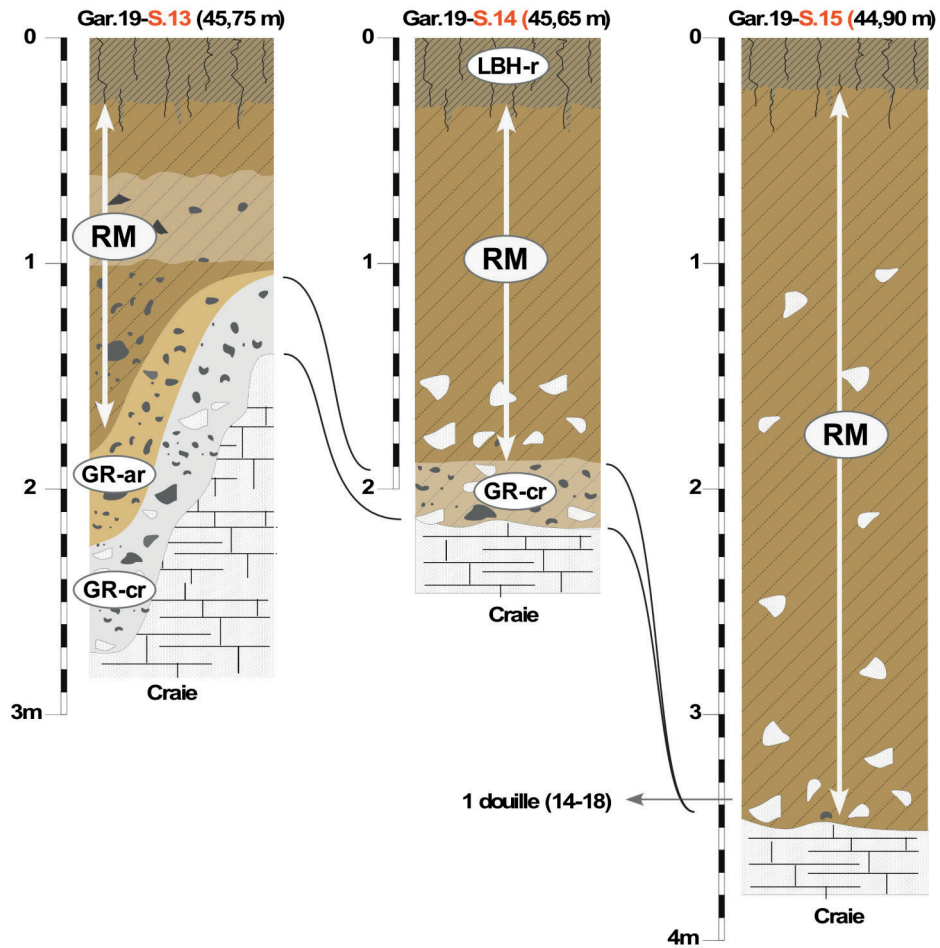 Gar.19-S.13 (45,75 m)
0
1
2
3m
RM
GR-ar
GR-cr
Craie
Gar.19-S.14 (45,65 m)
0
1
2
LBH-r
RM
GR-cr
Craie
1 douille (14-18)
Gar.19-S.15 (44,90 m)
0
1
2
3
4m
RM
Craie